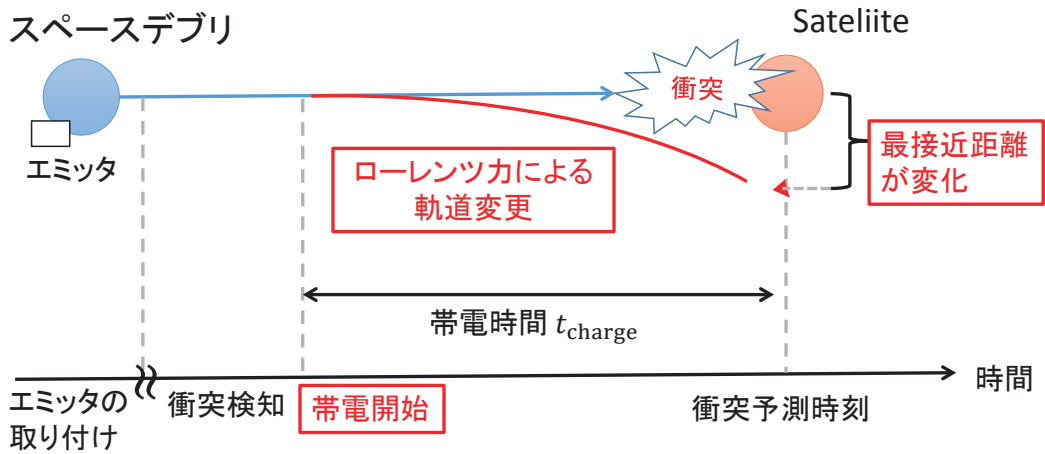 スペースデブリ
Sateliite
衝突
エミッタ
ローレンツ力による
軌道変更
最接近距離
が変化
帯電時間 t_charge
時間
エミッタの
取り付け
衝突検知
帯電開始
衝突予測時刻